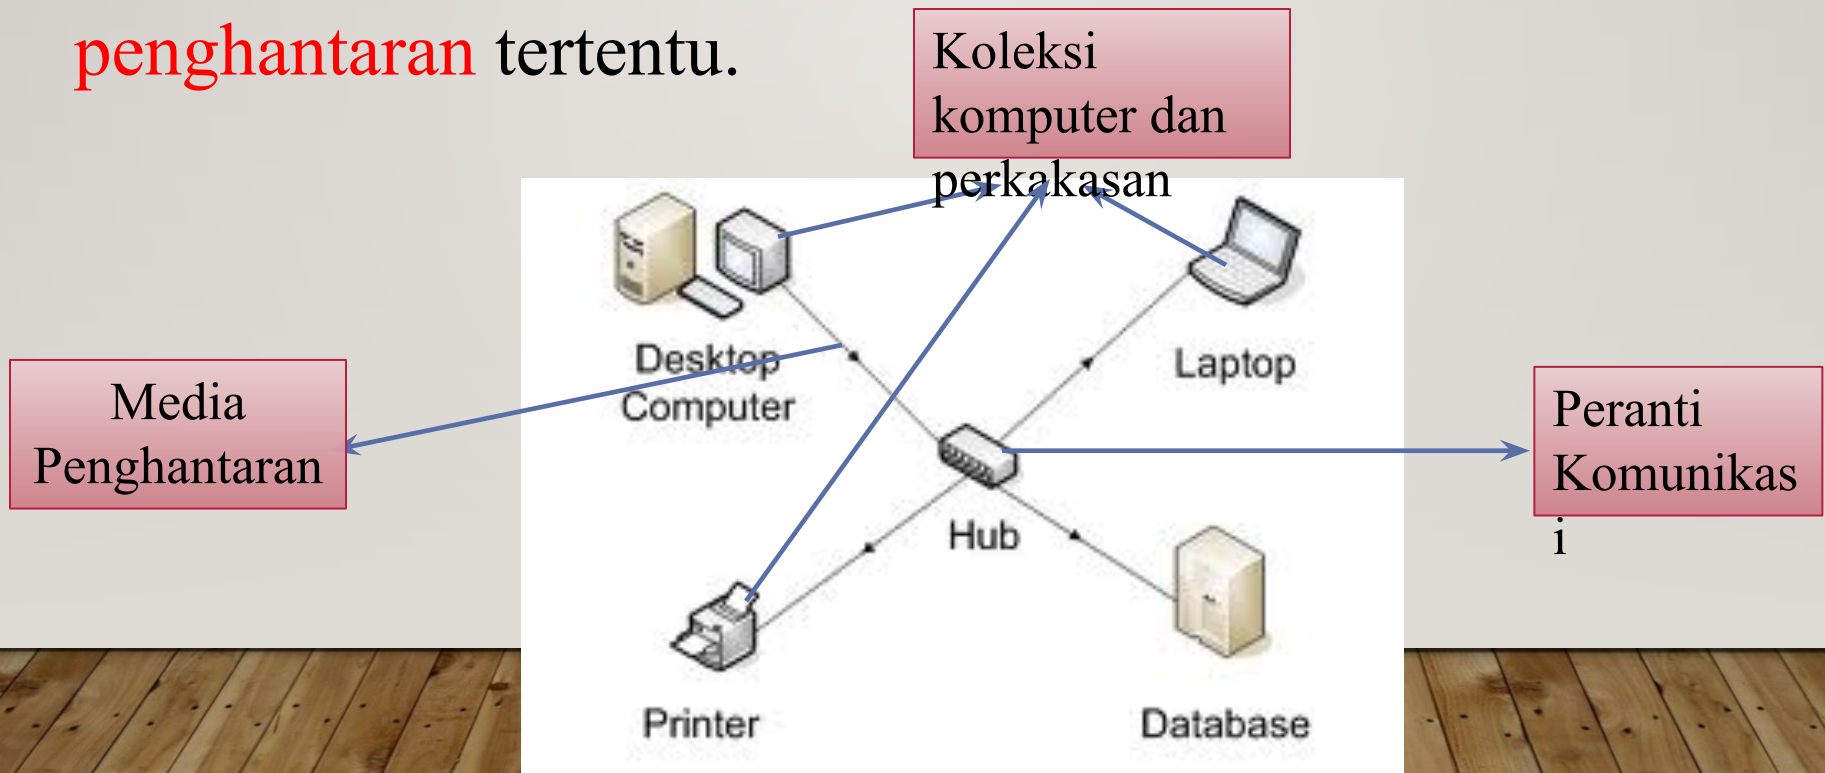 penghantaran tertentu.
Koleksi
komputer dan
perkakasan
Desktop
Computer
Laptop
Media
Penghantaran
Peranti
Komunikas
i
Hub
Printer
Database